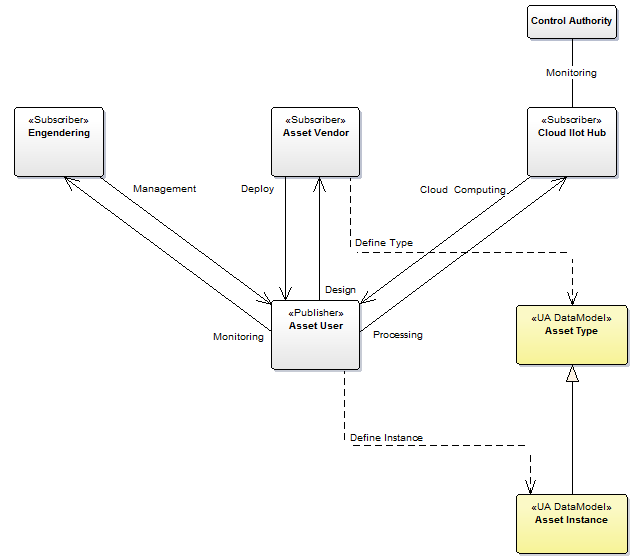 Control Authority
Monitoring
«Subscriber»
Engendering
«Subscriber»
Asset Vendor
«Subscriber»
Cloud IIot Hub
Management
Deploy
Cloud Computing
Define Type
Design
«Publisher»
Asset User
Monitoring
Processing
«UA DataModel»
Asset Type
Define Instance
«UA DataModel»
Asset Instance